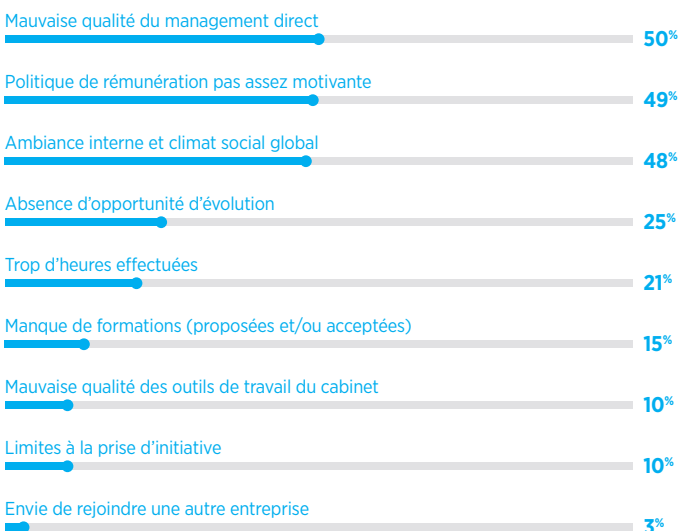 Mauvaise qualité du management direct
50%
Politique de rémunération pas assez motivante
49%
Ambiance interne et climat social global
48%
Absence d’opportunité d’évolution
25%
Trop d’heures effectuées
21%
Manque de formations (proposées et/ou acceptées)
15%
Mauvaise qualité des outils de travail du cabinet
10%
Limites à la prise d’initiative
10%
Envie de rejoindre une autre entreprise
3%